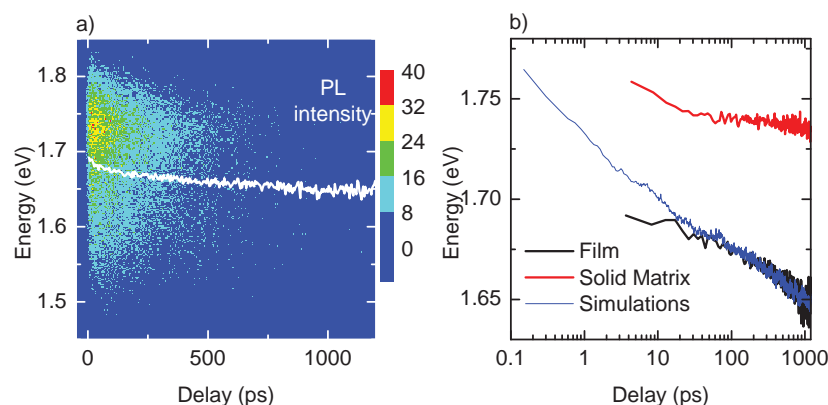 a)
Energy (eV)
1.8
1.7
1.6
1.5
0
500
1000
Delay (ps)
PL
intensity
40
32
24
16
8
0
b)
Energy (eV)
1.75
1.70
1.65
Film
Solid Matrix
Simulations
0.1
1
10
100
1000
Delay (ps)